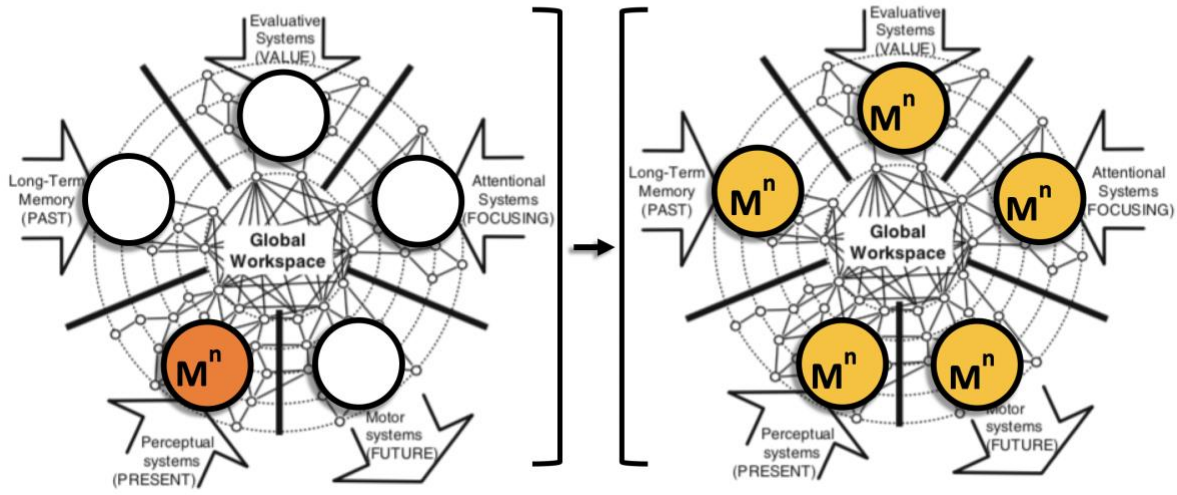 Evaluative
Systems
(VALUE)
Long-Term
Memory
(PAST)
Attentional
Systems
(FOCUSING)
Global
Workspace
Mⁿ
Perceptual
systems
(PRESENT)
Motor
systems
(FUTURE)
Evaluative
Systems
(VALUE)
Mⁿ
Long-Term
Memory
(PAST)
Mⁿ
Mⁿ
Attentional
Systems
(FOCUSING)
Global
Workspace
Mⁿ
Mⁿ
Perceptual
systems
(PRESENT)
Motor
systems
(FUTURE)